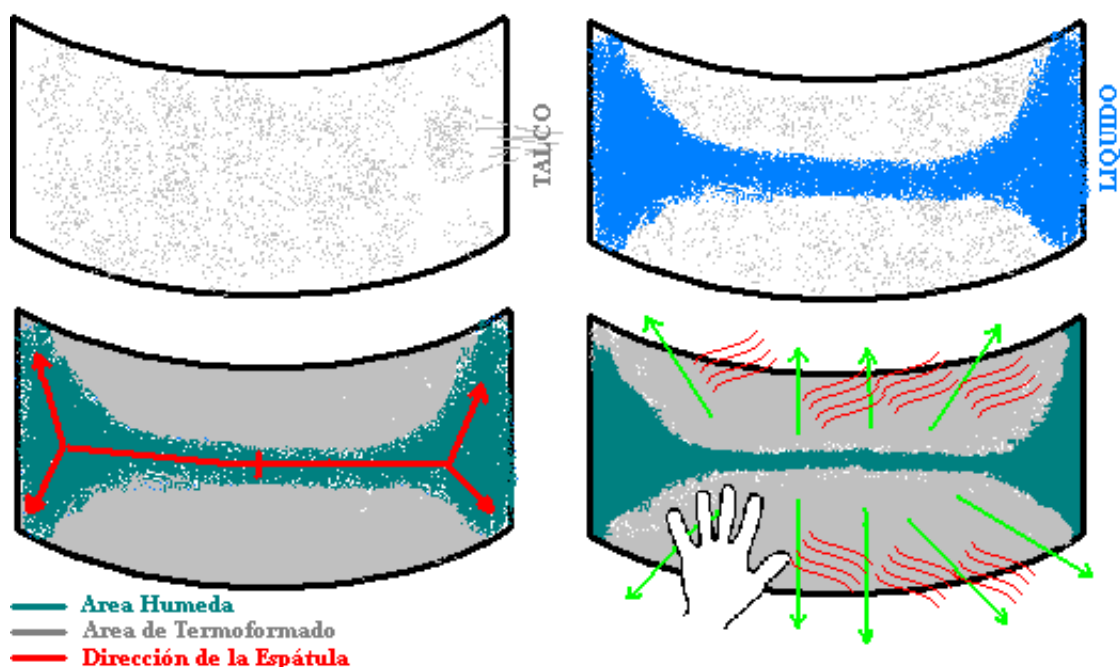 TALCO
LIQUIDO
Area Humeda
Area de Termoformado
Dirección de la Espátula